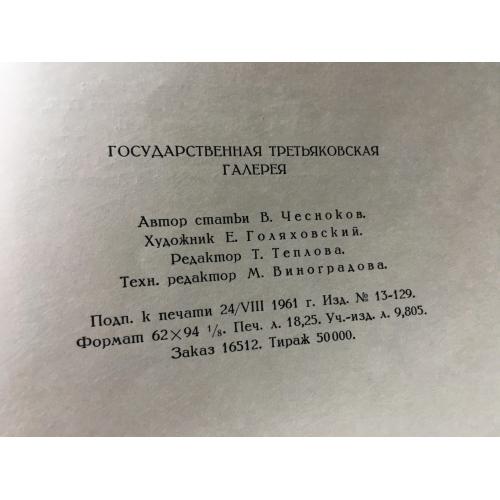 ГОСУДАРСТВЕННАЯ ТРЕТЬЯКОВСКАЯ
ГАЛЕРЕЯ
Автор статьи В. Чесноков.
Художник Е. Голяховский.
Редактор Т. Теплова.
Техн. редактор М. Виноградова.
Подп. к печати 24/VIII 1961 г. Изд. № 13-129.
Формат 62×94 1/8. Печ. л. 18,25. Уч.-изд. л. 9,805.
Заказ 16512. Тираж 50000.